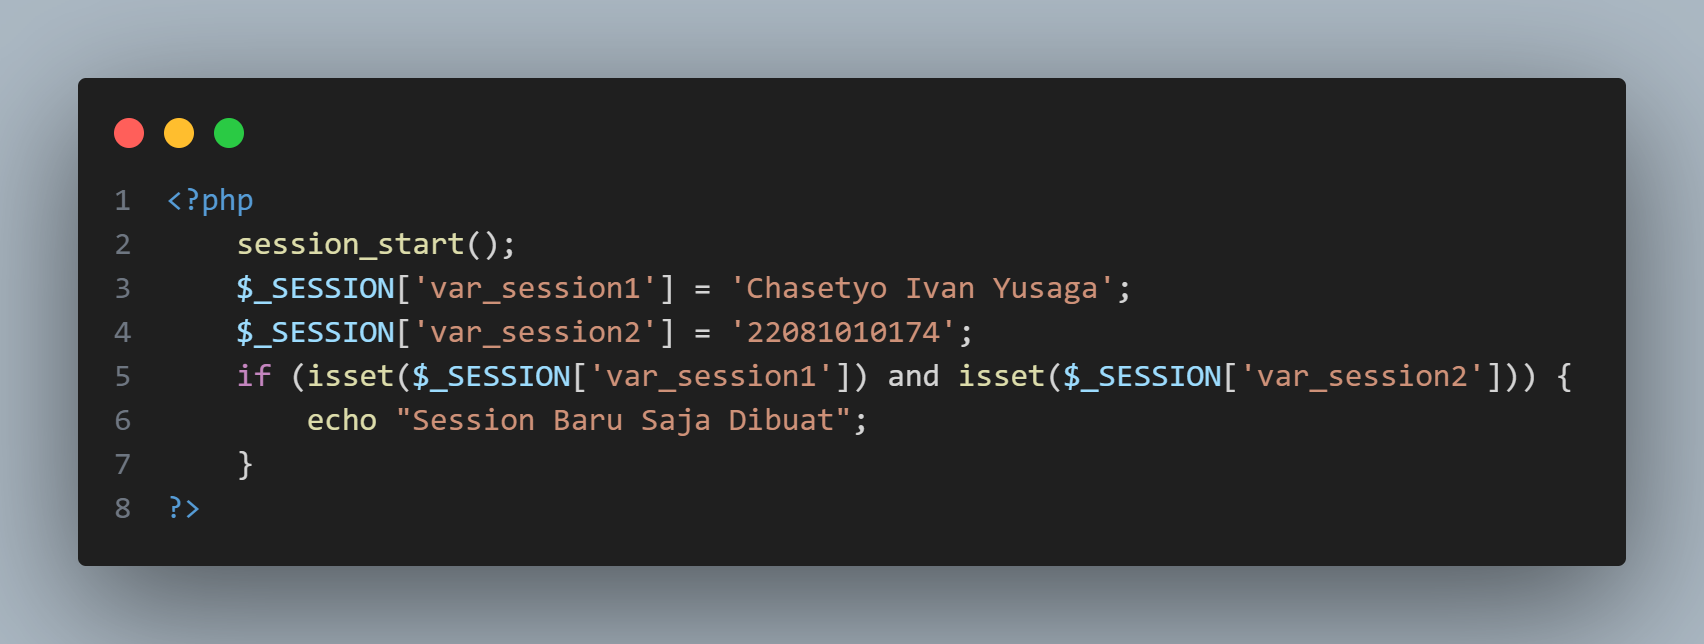 1 <?php
2     session_start();
3     $_SESSION['var_session1'] = 'Chasetyo Ivan Yusaga';
4     $_SESSION['var_session2'] = '22081010174';
5     if (isset($_SESSION['var_session1']) and isset($_SESSION['var_session2'])) {
6         echo "Session Baru Saja Dibuat";
7     }
8 ?>